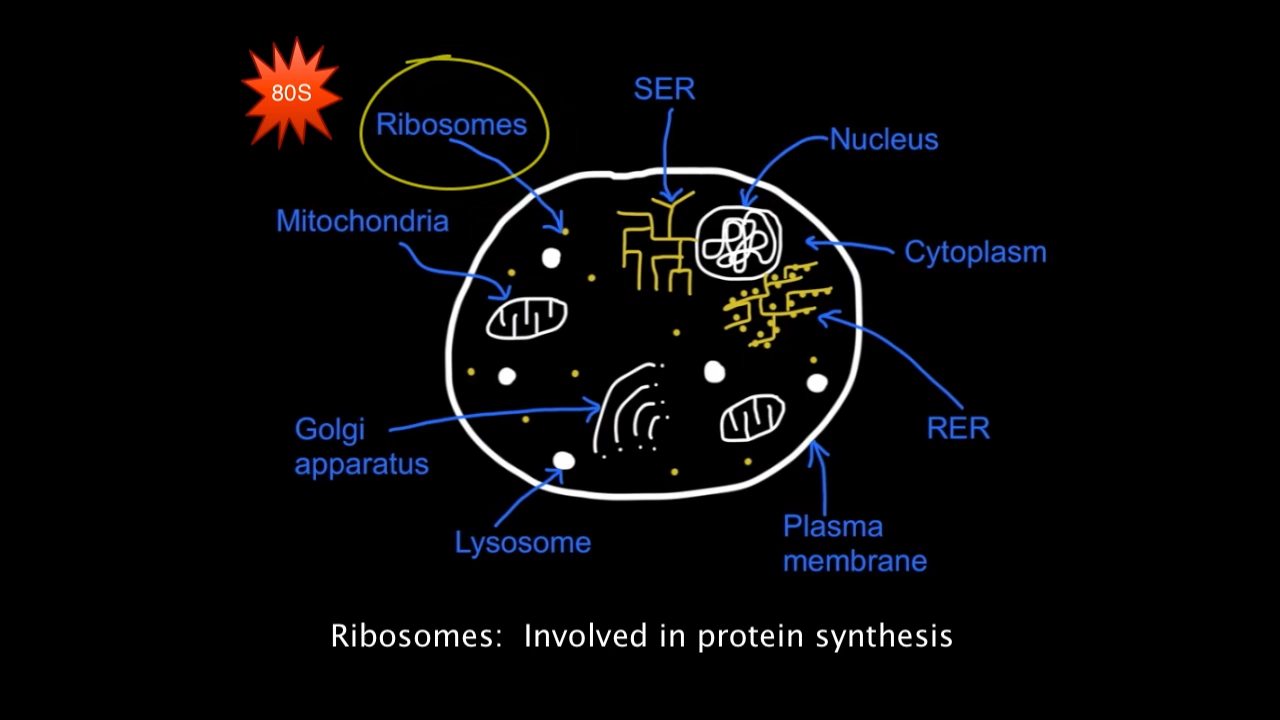 80S
Ribosomes
SER
Nucleus
Mitochondria
Cytoplasm
Golgi
apparatus
RER
Lysosome
Plasma
membrane
Ribosomes:  Involved in protein synthesis